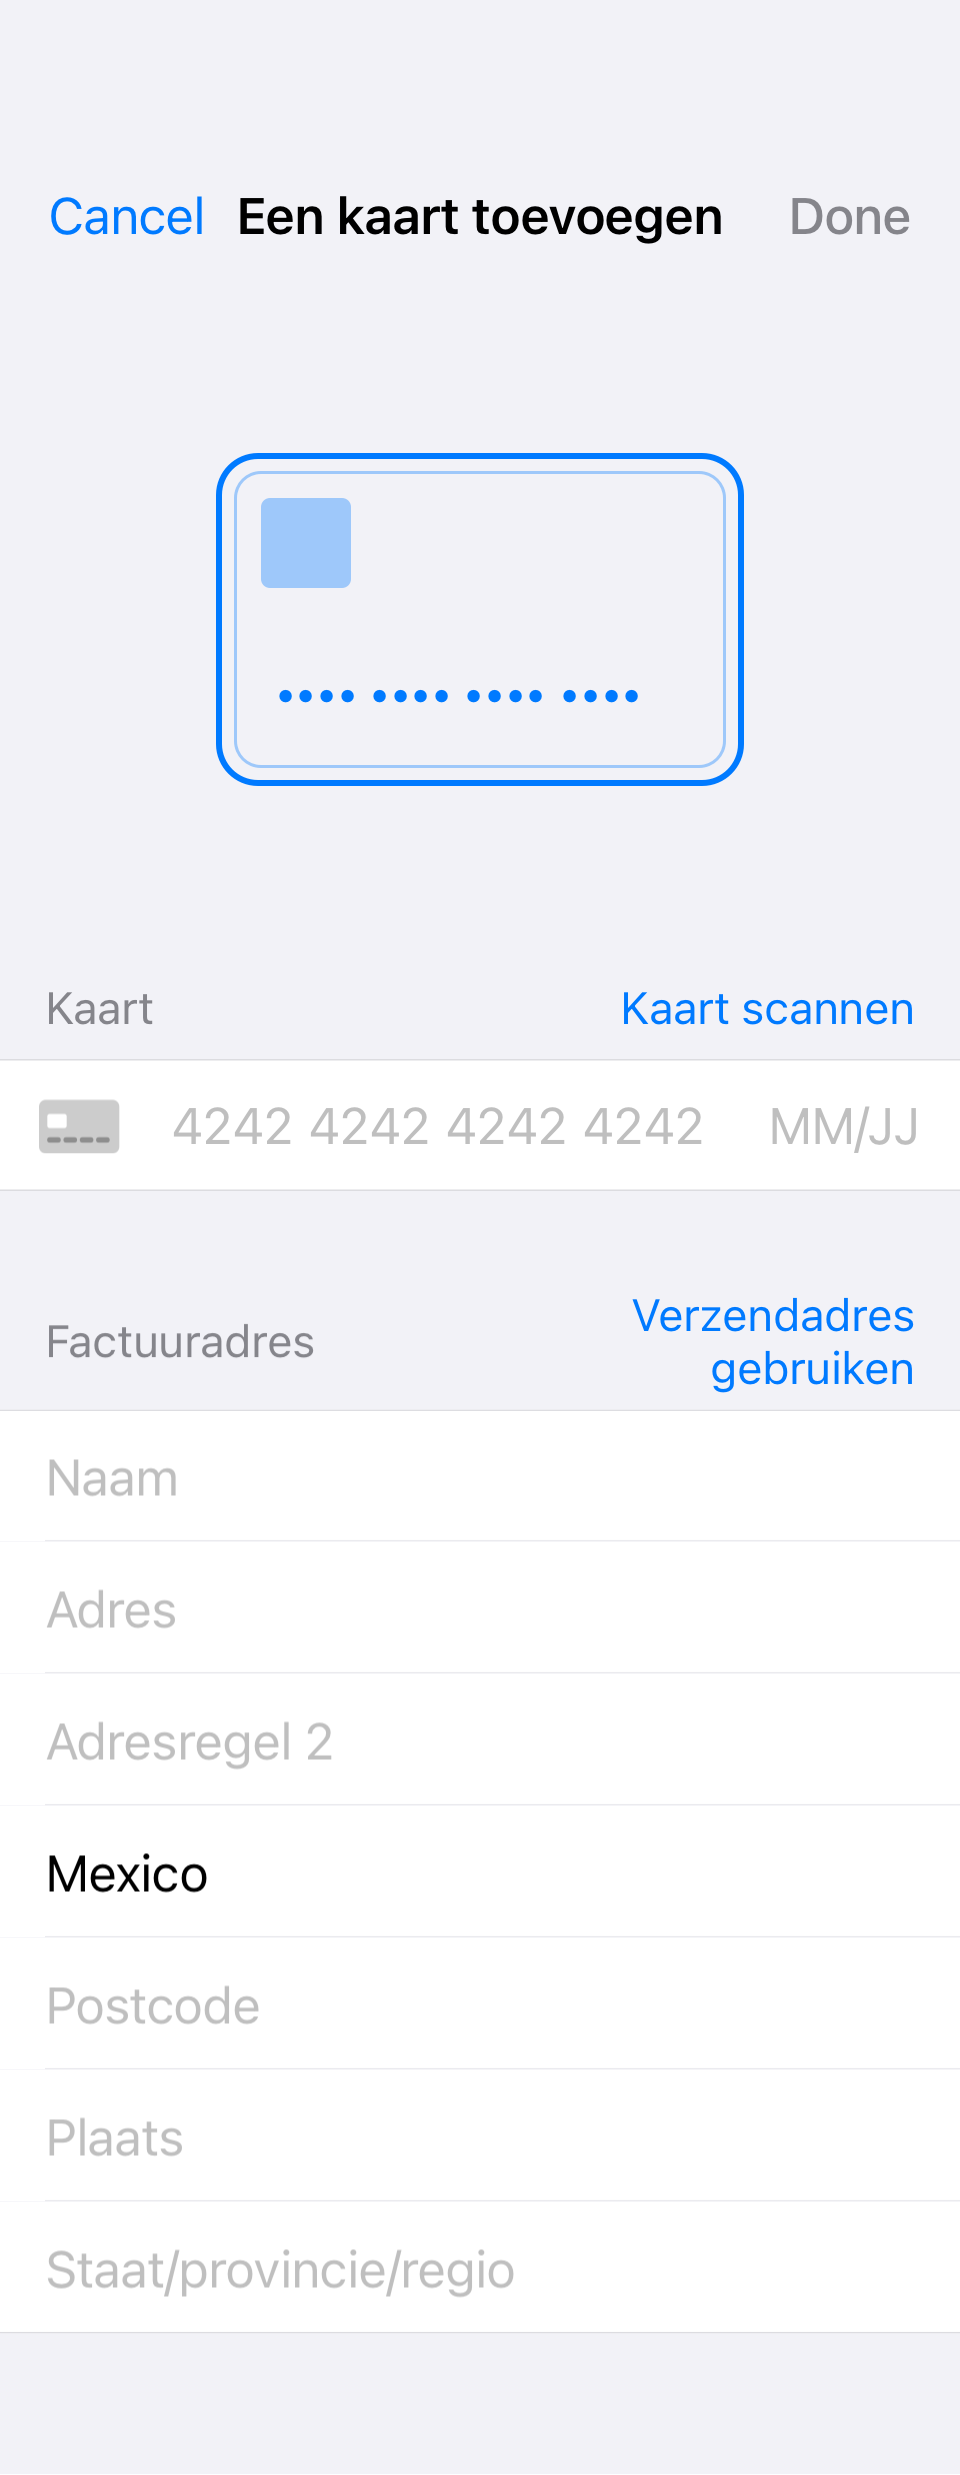 Cancel Een kaart toevoegen Done
Kaart Kaart scannen
4242 4242 4242 4242 MM/JJ
Factuuradres Verzendadres
gebruiken
Naam
Adres
Adresregel 2
Mexico
Postcode
Plaats
Staat/provincie/regio